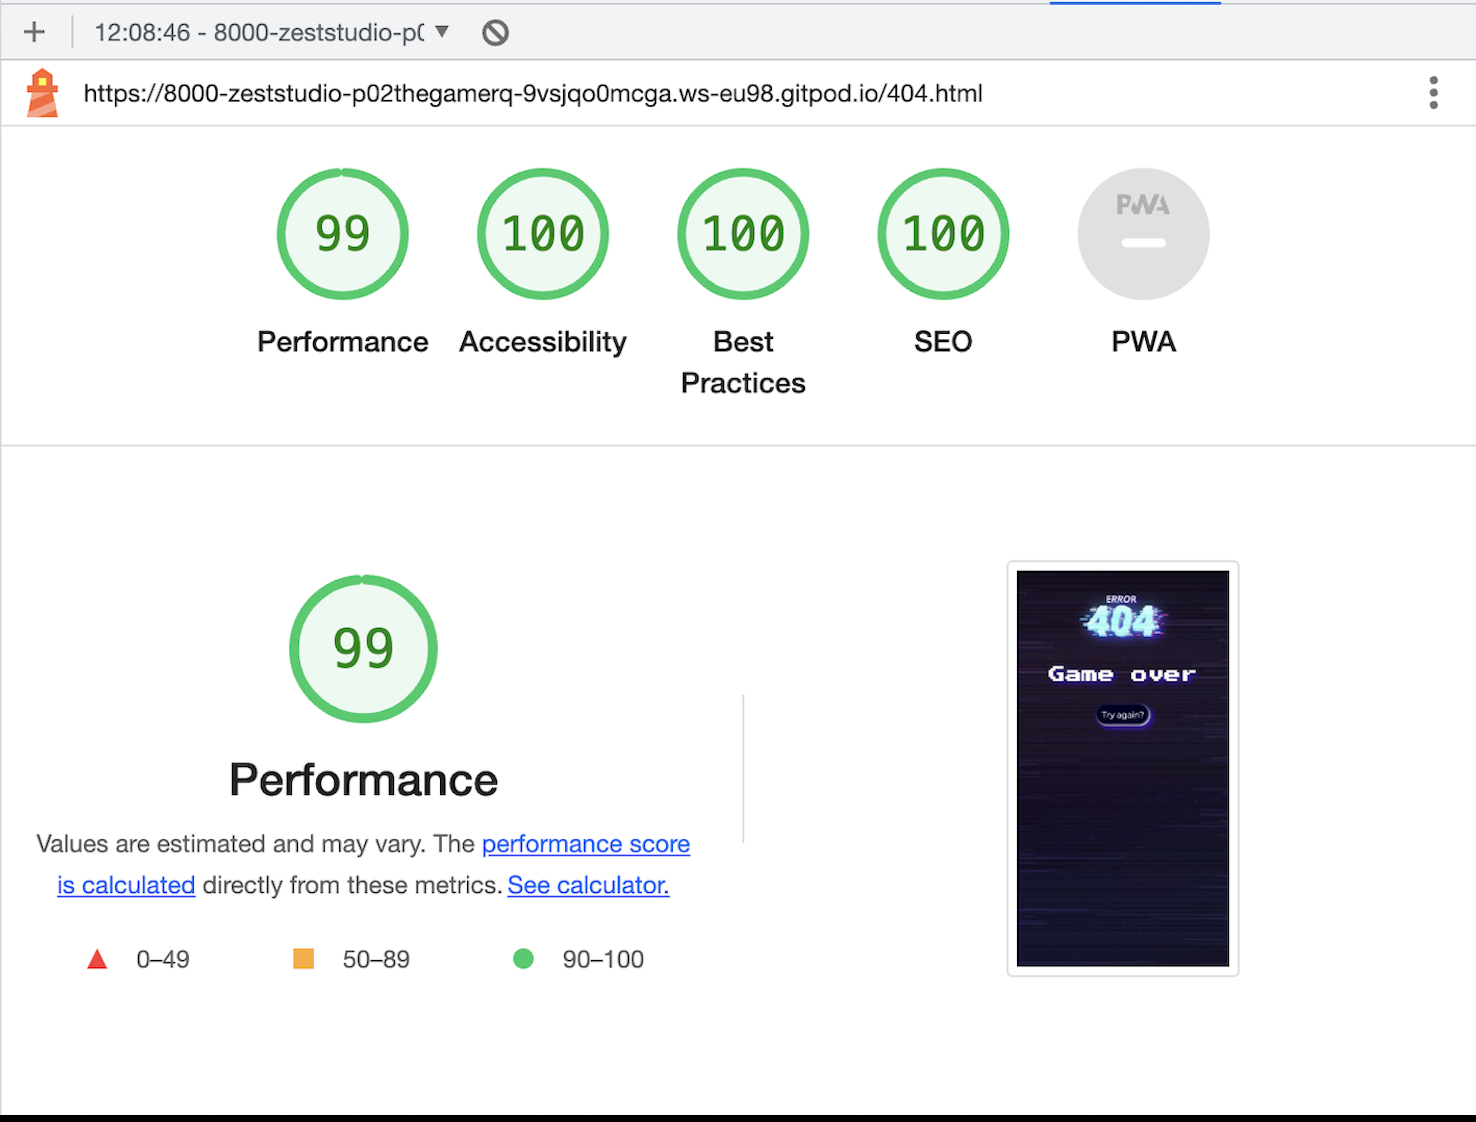 12:08:46 - 8000-zeststudio-p0
https://8000-zeststudio-p02thegamerq-9vsjqo0mcga.ws-eu98.gitpod.io/404.html
99
100
100
100
PWA
Performance
Accessibility
Best
Practices
SEO
PWA
99
Performance
Values are estimated and may vary. The performance score
is calculated directly from these metrics. See calculator.
0–49
50–89
90–100
ERROR
404
Game over
Try again?